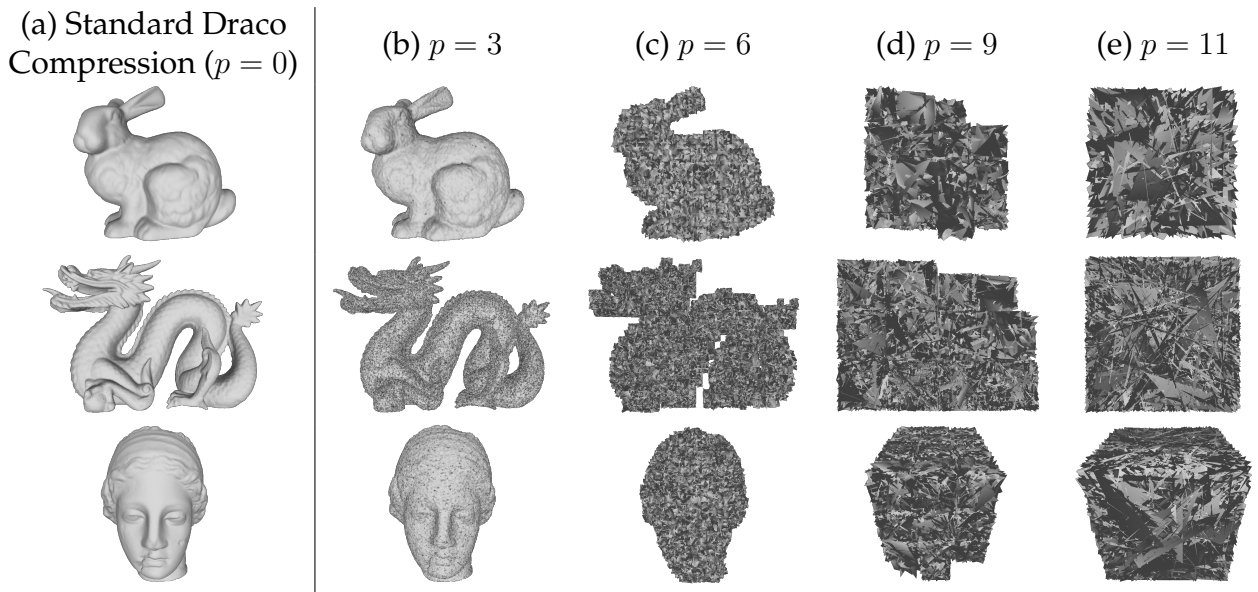 (a) Standard Draco
Compression (p = 0)
(b) p = 3
(c) p = 6
(d) p = 9
(e) p = 11